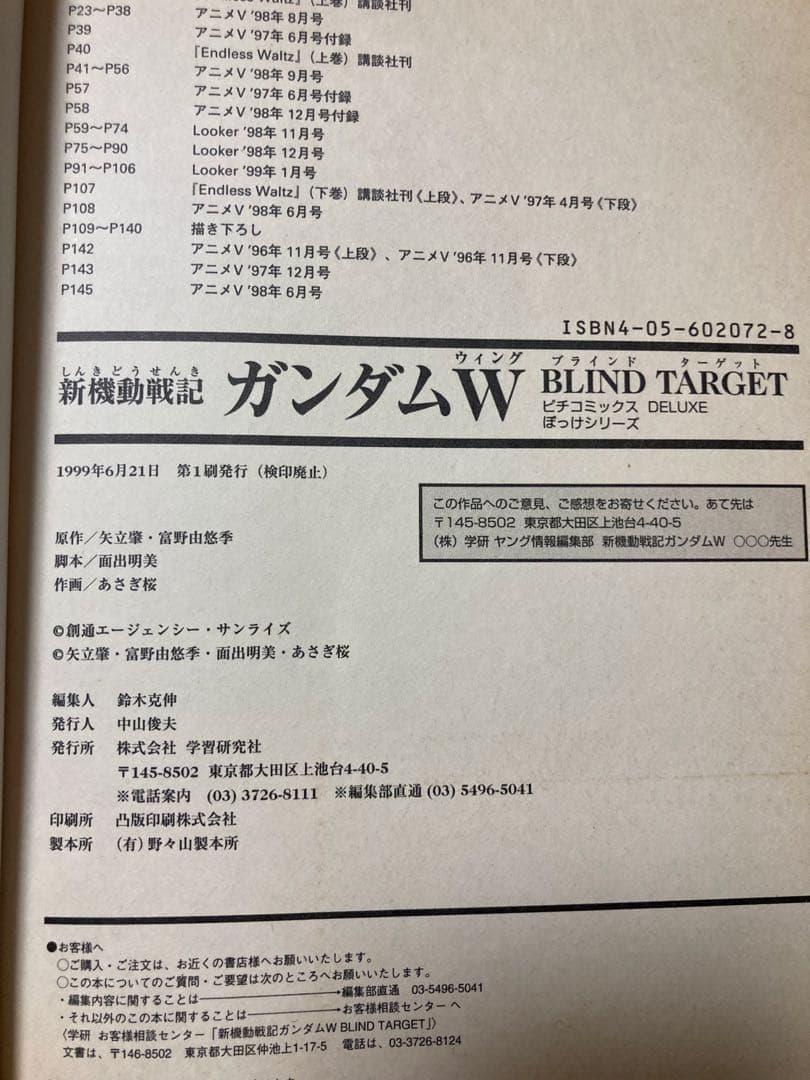 P23〜P38 アニメV '98年 8月号
P39 アニメV '97年 6月号付録
P40 『Endless Waltz』(上巻) 講談社刊
P41〜P56 アニメV '98年 9月号
P57 アニメV '97年 6月号付録
P58 アニメV '98年 12月号付録
P59〜P74 Looker '98年 11月号
P75〜P90 Looker '98年 12月号
P91〜P106 Looker '99年 1月号
P107 『Endless Waltz』(下巻) 講談社刊《上段》、アニメV '97年 4月号《下段》
P108 アニメV '98年 6月号
P109〜P140 描き下ろし
P142 アニメV '96年 11月号《上段》、アニメV '96年 11月号《下段》
P143 アニメV '97年 12月号
P145 アニメV '98年 6月号
ISBN4-05-602072-8
しんきどうせんき ウィング ブラインド ターゲット
新機動戦記 ガンダムW BLIND TARGET
ピチコミックス DELUXE
ぽっけシリーズ
1999年6月21日 第1刷発行 (検印廃止)
この作品へのご意見、ご感想をお寄せください。あて先は
〒145-8502 東京都大田区上池台4-40-5
(株) 学研 ヤング情報編集部 新機動戦記ガンダムW ○○○先生
原作/矢立肇・富野由悠季
脚本/面出明美
作画/あさぎ桜
©創通エージェンシー・サンライズ
©矢立肇・富野由悠季・面出明美・あさぎ桜
編集人 鈴木克伸
発行人 中山俊夫
発行所 株式会社 学習研究社
〒145-8502 東京都大田区上池台4-40-5
※電話案内 (03) 3726-8111 ※編集部直通 (03) 5496-5041
印刷所 凸版印刷株式会社
製本所 (有) 野々山製本所
●お客様へ
○ご購入・ご注文は、お近くの書店様へお願いいたします。
○この本についてのご質問・ご要望は次のところへお願いいたします。
・編集内容に関することは→編集部直通 03-5496-5041
・それ以外のこの本に関することは→お客様相談センター へ
〈学研 お客様相談センター「新機動戦記ガンダムW BLIND TARGET」〉
文書は、〒146-8502 東京都大田区仲池上1-17-5 電話は、03-3726-8124